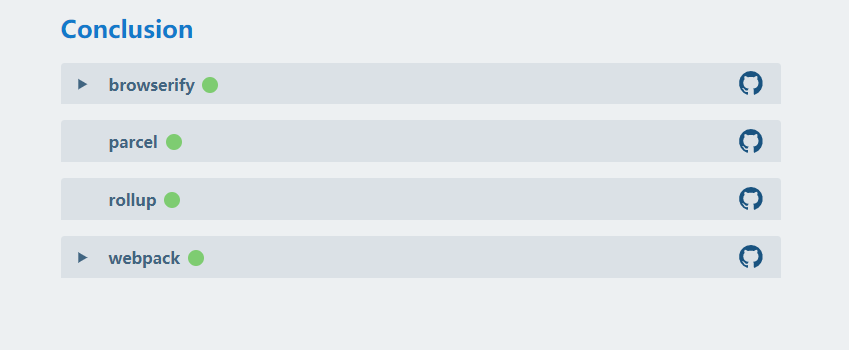 Conclusion
browserify
parcel
rollup
webpack